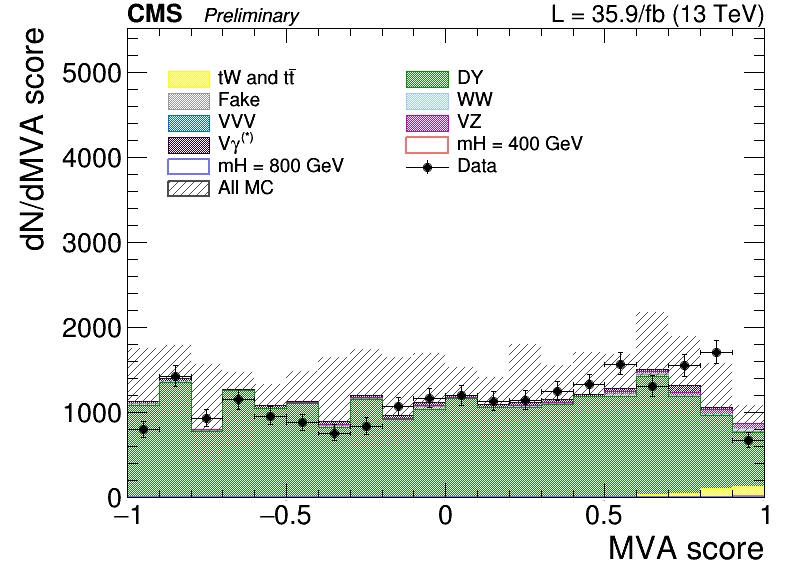 CMS Preliminary L = 35.9/fb (13 TeV)
dN/dMVA score
5000
4000
3000
2000
1000
0
tW and tt̄
Fake
VVV
Vγ(*)
mH = 800 GeV
All MC
DY
WW
VZ
mH = 400 GeV
Data
−1 −0.5 0 0.5 1
MVA score